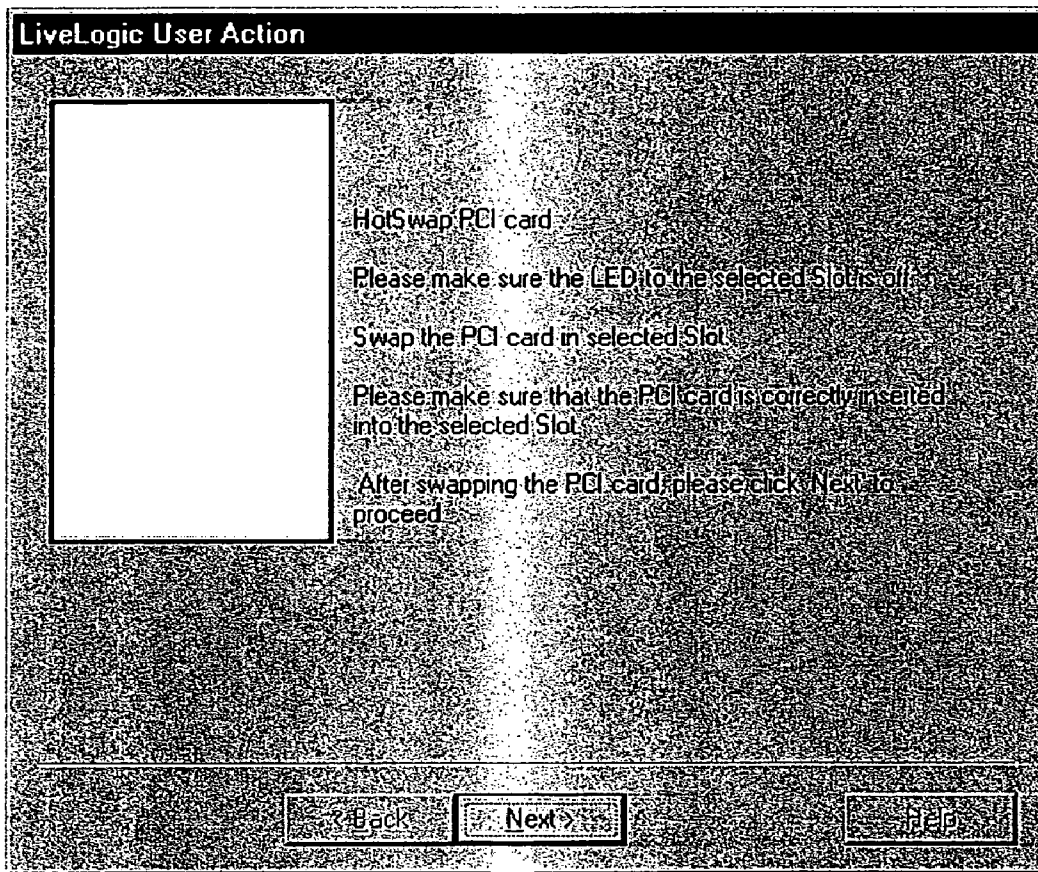 LiveLogic User Action
HotSwap PCI card
Please make sure the LED to the selected Slot is off.
Swap the PCI card in selected Slot.
Please make sure that the PCI card is correctly inserted
into the selected Slot.
After swapping the PCI card, please click Next to
proceed.
< Back
Next >
Help